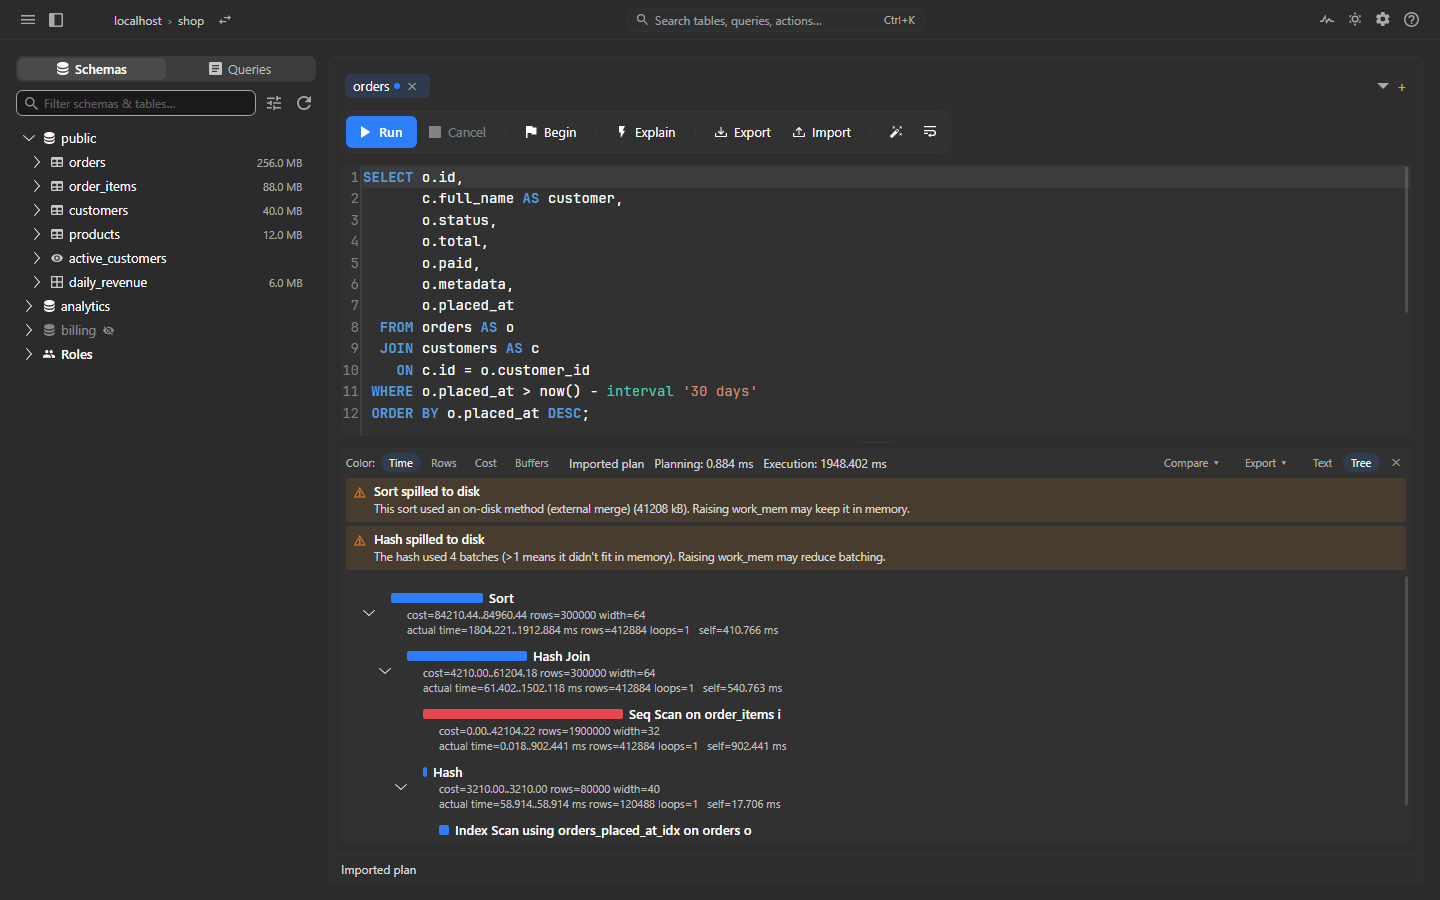 localhost › shop
Search tables, queries, actions... Ctrl+K
Schemas
Queries
Filter schemas & tables...
public
orders 256.0 MB
order_items 88.0 MB
customers 40.0 MB
products 12.0 MB
active_customers
daily_revenue 6.0 MB
analytics
billing
Roles
orders
+
Run Cancel Begin Explain Export Import
1 SELECT o.id,
2 c.full_name AS customer,
3 o.status,
4 o.total,
5 o.paid,
6 o.metadata,
7 o.placed_at
8 FROM orders AS o
9 JOIN customers AS c
10 ON c.id = o.customer_id
11 WHERE o.placed_at > now() - interval '30 days'
12 ORDER BY o.placed_at DESC;
Color: Time Rows Cost Buffers Imported plan Planning: 0.884 ms Execution: 1948.402 ms Compare Export Text Tree
Sort spilled to disk
This sort used an on-disk method (external merge) (41208 kB). Raising work_mem may keep it in memory.
Hash spilled to disk
The hash used 4 batches (>1 means it didn't fit in memory). Raising work_mem may reduce batching.
Sort
cost=84210.44..84960.44 rows=300000 width=64
actual time=1804.221..1912.884 ms rows=412884 loops=1 self=410.766 ms
Hash Join
cost=4210.00..61204.18 rows=300000 width=64
actual time=61.402..1502.118 ms rows=412884 loops=1 self=540.763 ms
Seq Scan on order_items i
cost=0.00..42104.22 rows=1900000 width=32
actual time=0.018..902.441 ms rows=412884 loops=1 self=902.441 ms
Hash
cost=3210.00..3210.00 rows=80000 width=40
actual time=58.914..58.914 ms rows=120488 loops=1 self=17.706 ms
Index Scan using orders_placed_at_idx on orders o
Imported plan